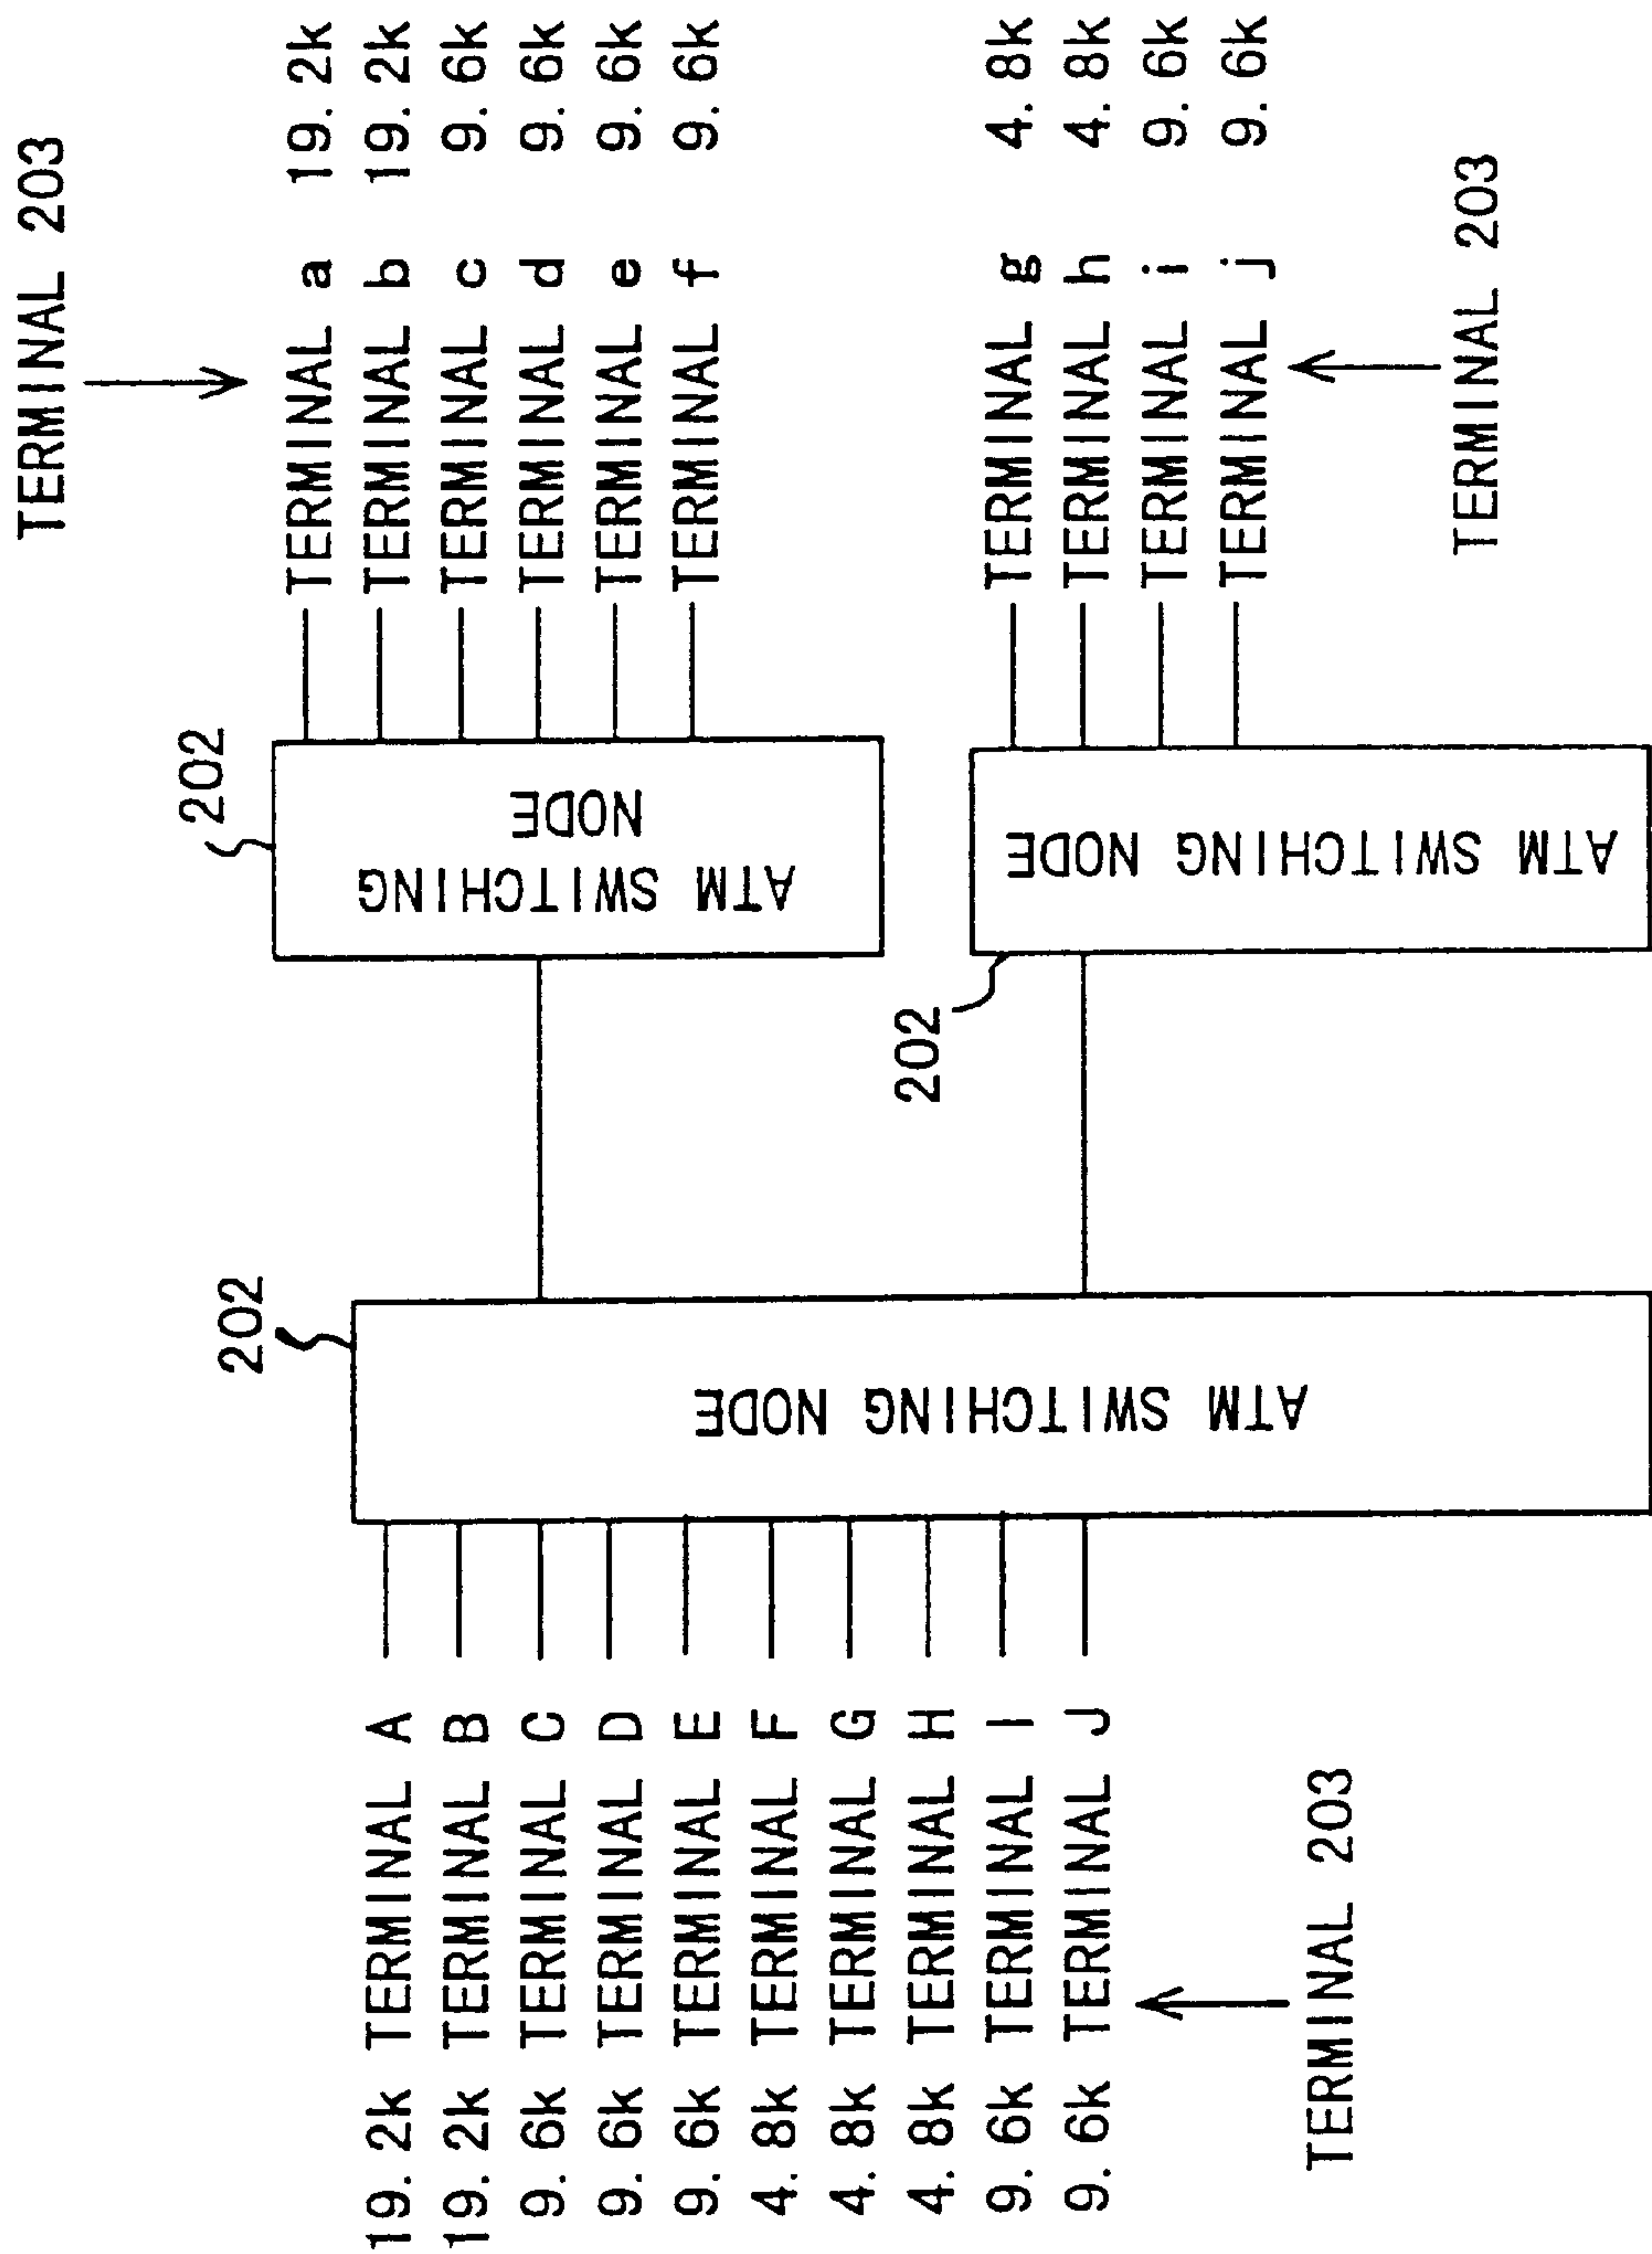 TERMINAL 203
19. 2k TERMINAL A
19. 2k TERMINAL B
9. 6k TERMINAL C
9. 6k TERMINAL D
9. 6k TERMINAL E
4. 8k TERMINAL F
4. 8k TERMINAL G
4. 8k TERMINAL H
9. 6k TERMINAL I
9. 6k TERMINAL J
TERMINAL 203
202
ATM SWITCHING NODE
202
ATM SWITCHING
NODE
202
ATM SWITCHING NODE
TERMINAL a 19. 2k
TERMINAL b 19. 2k
TERMINAL c 9. 6k
TERMINAL d 9. 6k
TERMINAL e 9. 6k
TERMINAL f 9. 6k
TERMINAL g 4. 8k
TERMINAL h 4. 8k
TERMINAL i 9. 6k
TERMINAL j 9. 6k
TERMINAL 203